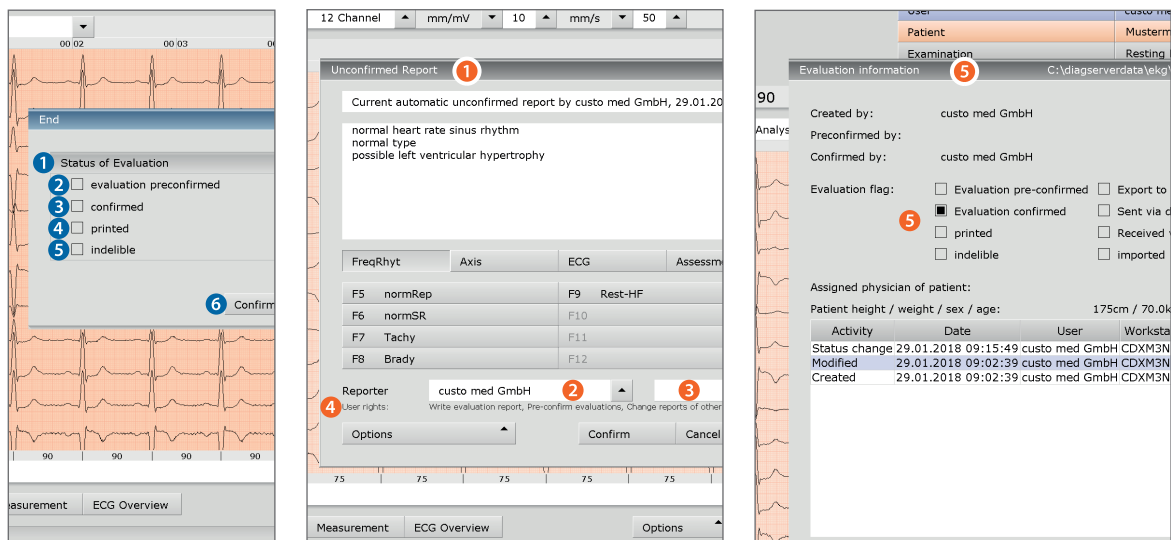 00 02 00 03
End
1 Status of Evaluation
2 evaluation preconfirmed
3 confirmed
4 printed
5 indelible
6 Confirm
90 90 90 90
ECG Overview
12 Channel mm/mV 10 mm/s 50
Unconfirmed Report 1
Current automatic unconfirmed report by custo med GmbH, 29.01.20
normal heart rate sinus rhythm
normal type
possible left ventricular hypertrophy
FreqRhyt Axis ECG Assessm
F5 normRep F9 Rest-HF
F6 normSR F10
F7 Tachy F11
F8 Brady F12
Reporter custo med GmbH 2 3
4 User rights: Write evaluation report, Pre-confirm evaluations, Change reports of other
Options Confirm Cancel
75 75 75 75
Measurement ECG Overview Options
User custo me
Patient Musterm
Examination Resting
Evaluation information 5 C:\diagserverdata\ekg\
90
Analys
Created by: custo med GmbH
Preconfirmed by:
Confirmed by: custo med GmbH
Evaluation flag: Evaluation pre-confirmed Export to
5 Evaluation confirmed Sent via d
printed Received
indelible imported
Assigned physician of patient:
Patient height / weight / sex / age: 175cm / 70.0k
Activity Date User Worksta
Status change 29.01.2018 09:15:49 custo med GmbH CDXM3N
Modified 29.01.2018 09:02:39 custo med GmbH CDXM3N
Created 29.01.2018 09:02:39 custo med GmbH CDXM3N